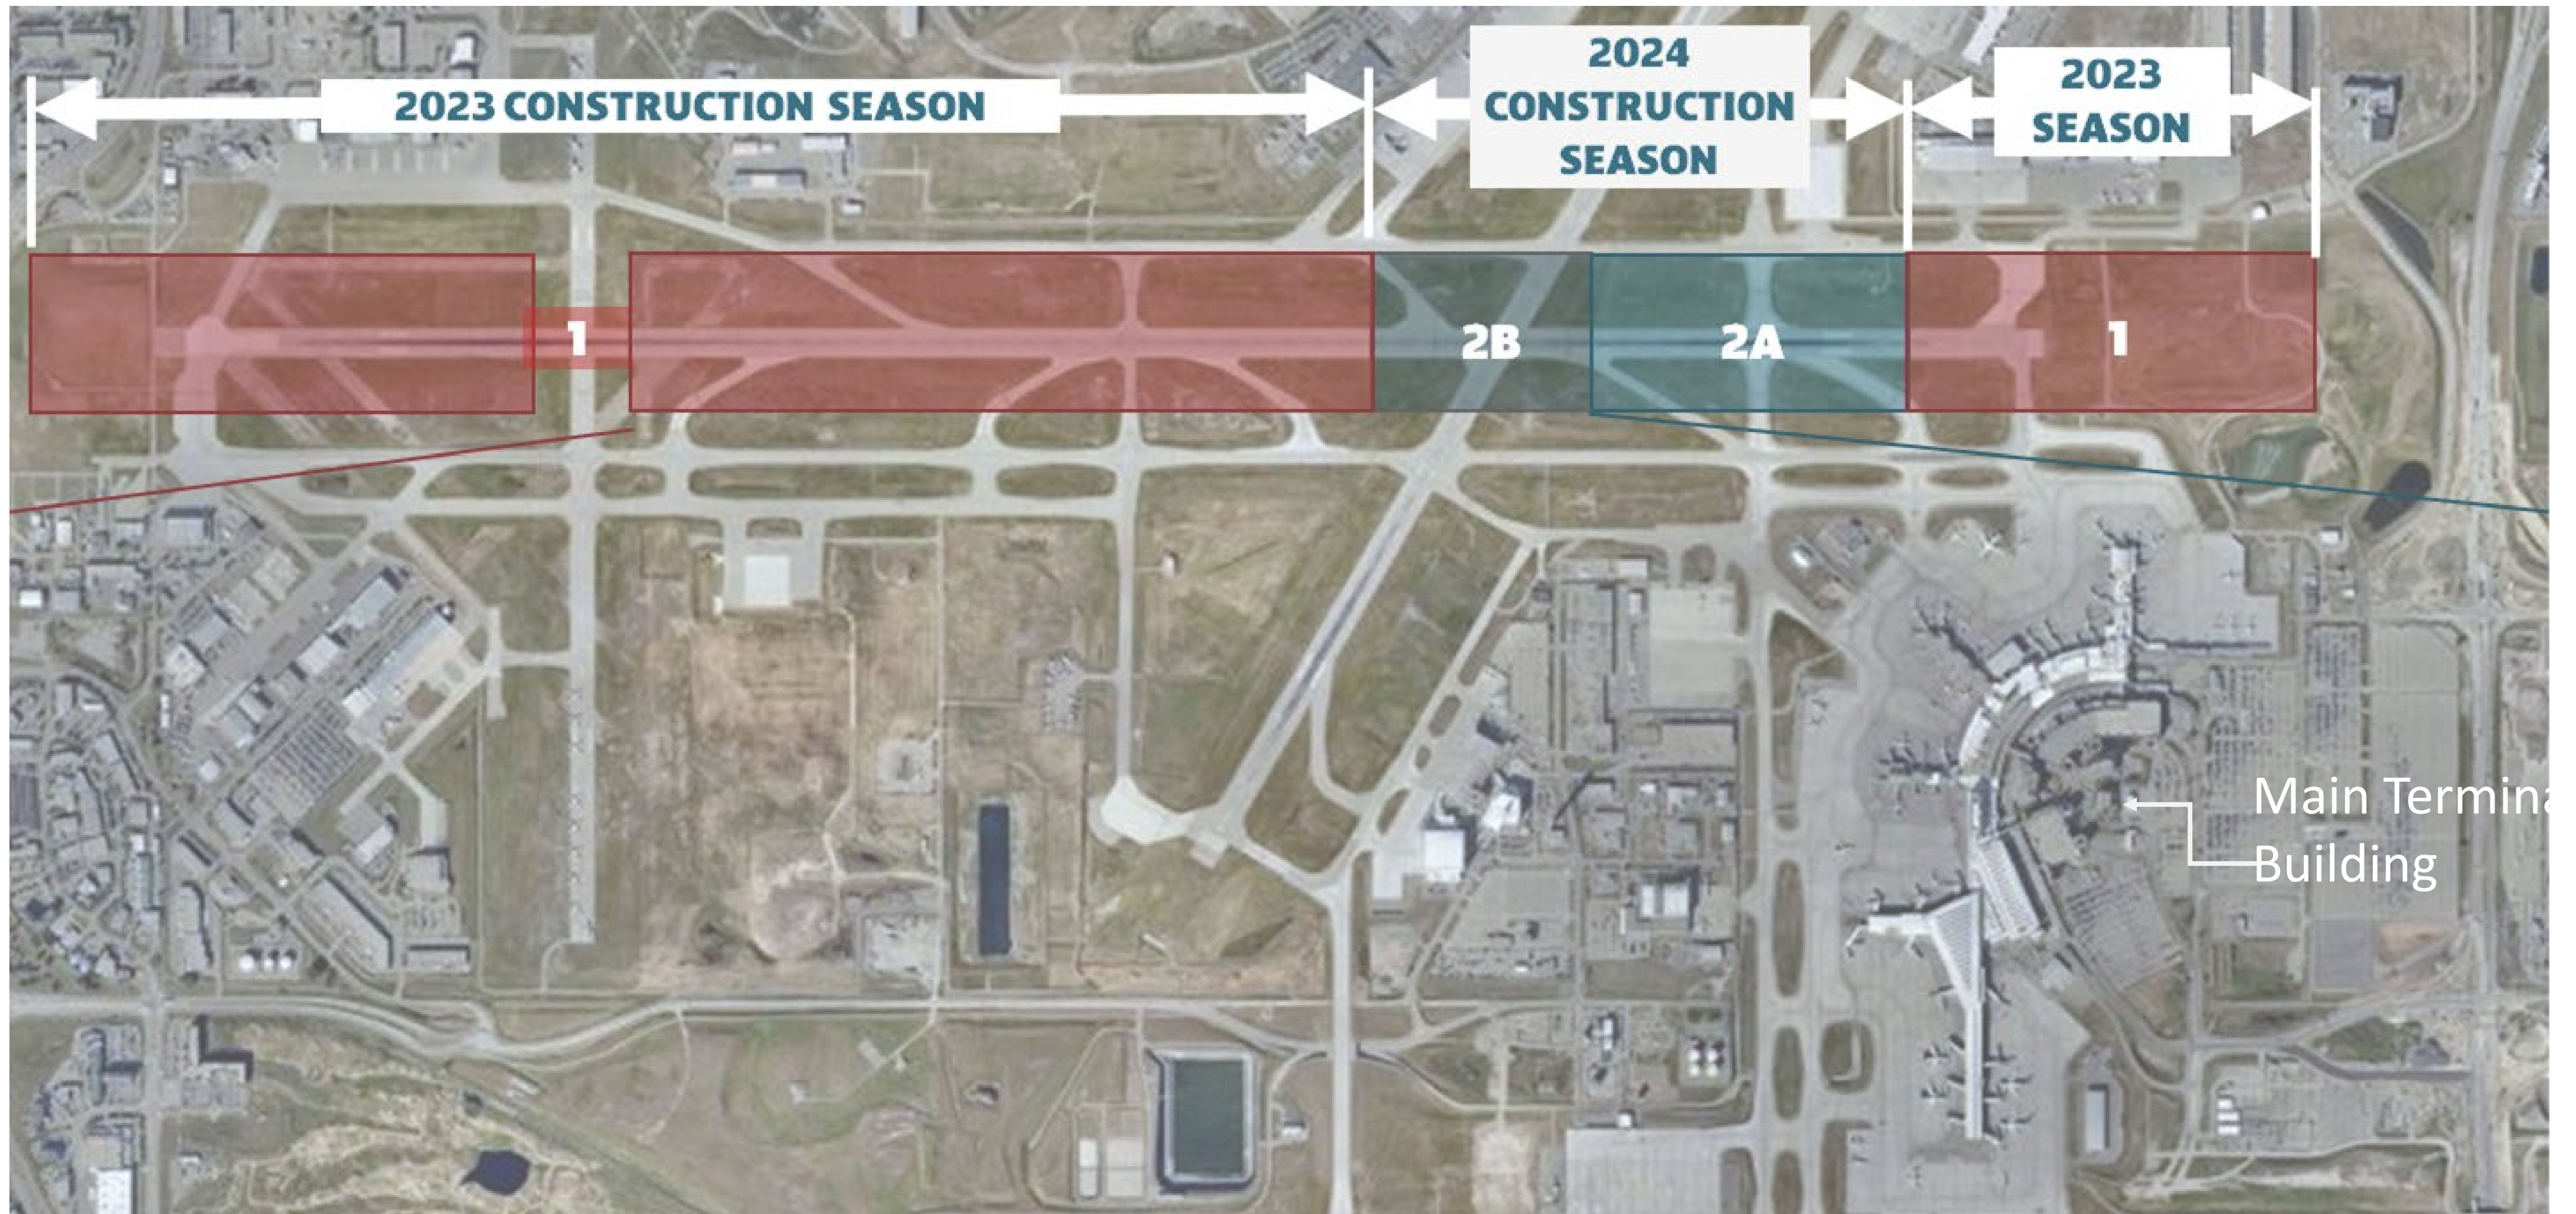 2023 CONSTRUCTION SEASON
2024
CONSTRUCTION
SEASON
2023
SEASON
1
2B
2A
1
Main Termina
Building